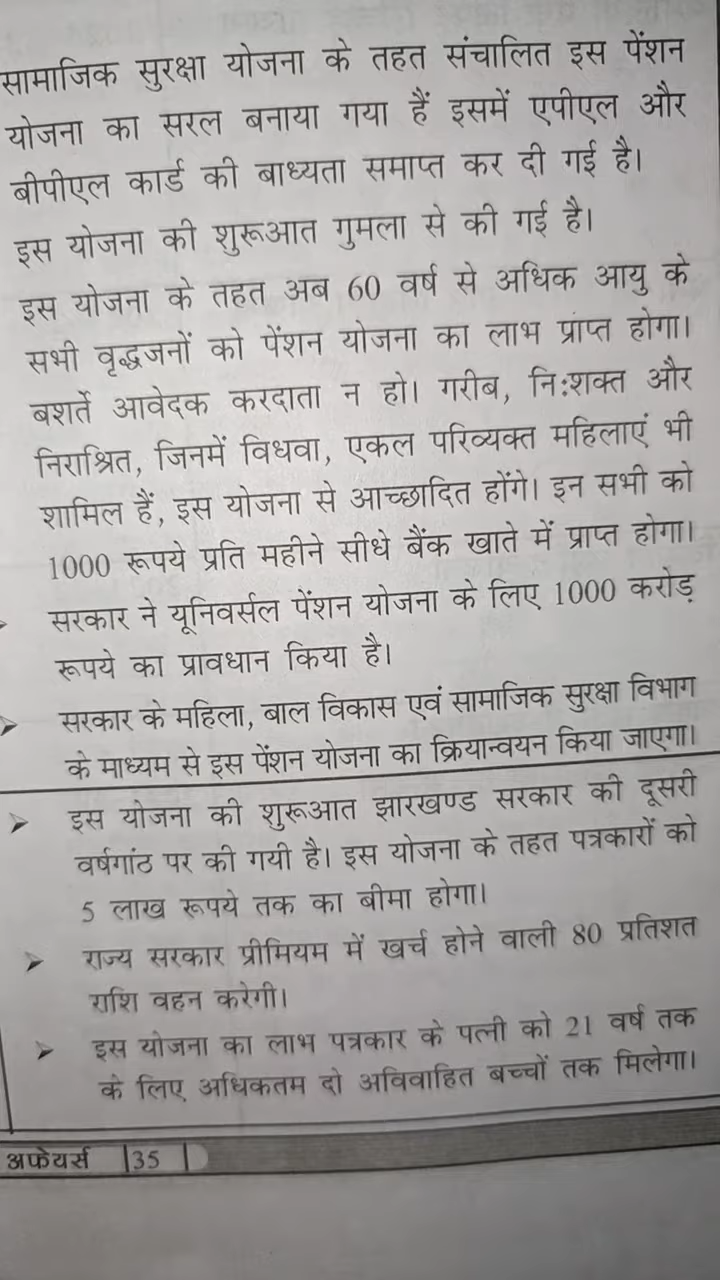 सामाजिक सुरक्षा योजना के तहत संचालित इस पेंशन
योजना का सरल बनाया गया हैं इसमें एपीएल और
बीपीएल कार्ड की बाध्यता समाप्त कर दी गई है।
इस योजना की शुरूआत गुमला से की गई है।
इस योजना के तहत अब 60 वर्ष से अधिक आयु के
सभी वृद्धजनों को पेंशन योजना का लाभ प्राप्त होगा।
बशर्ते आवेदक करदाता न हो। गरीब, नि:शक्त और
निराश्रित, जिनमें विधवा, एकल परिव्यक्त महिलाएं भी
शामिल हैं, इस योजना से आच्छादित होंगे। इन सभी को
1000 रूपये प्रति महीने सीधे बैंक खाते में प्राप्त होगा।
सरकार ने यूनिवर्सल पेंशन योजना के लिए 1000 करोड़
रूपये का प्रावधान किया है।
➢ सरकार के महिला, बाल विकास एवं सामाजिक सुरक्षा विभाग
के माध्यम से इस पेंशन योजना का क्रियान्वयन किया जाएगा।
➢ इस योजना की शुरूआत झारखण्ड सरकार की दूसरी
वर्षगांठ पर की गयी है। इस योजना के तहत पत्रकारों को
5 लाख रूपये तक का बीमा होगा।
➢ राज्य सरकार प्रीमियम में खर्च होने वाली 80 प्रतिशत
राशि वहन करेगी।
➢ इस योजना का लाभ पत्रकार के पत्नी को 21 वर्ष तक
के लिए अधिकतम दो अविवाहित बच्चों तक मिलेगा।
अफेयर्स |35|